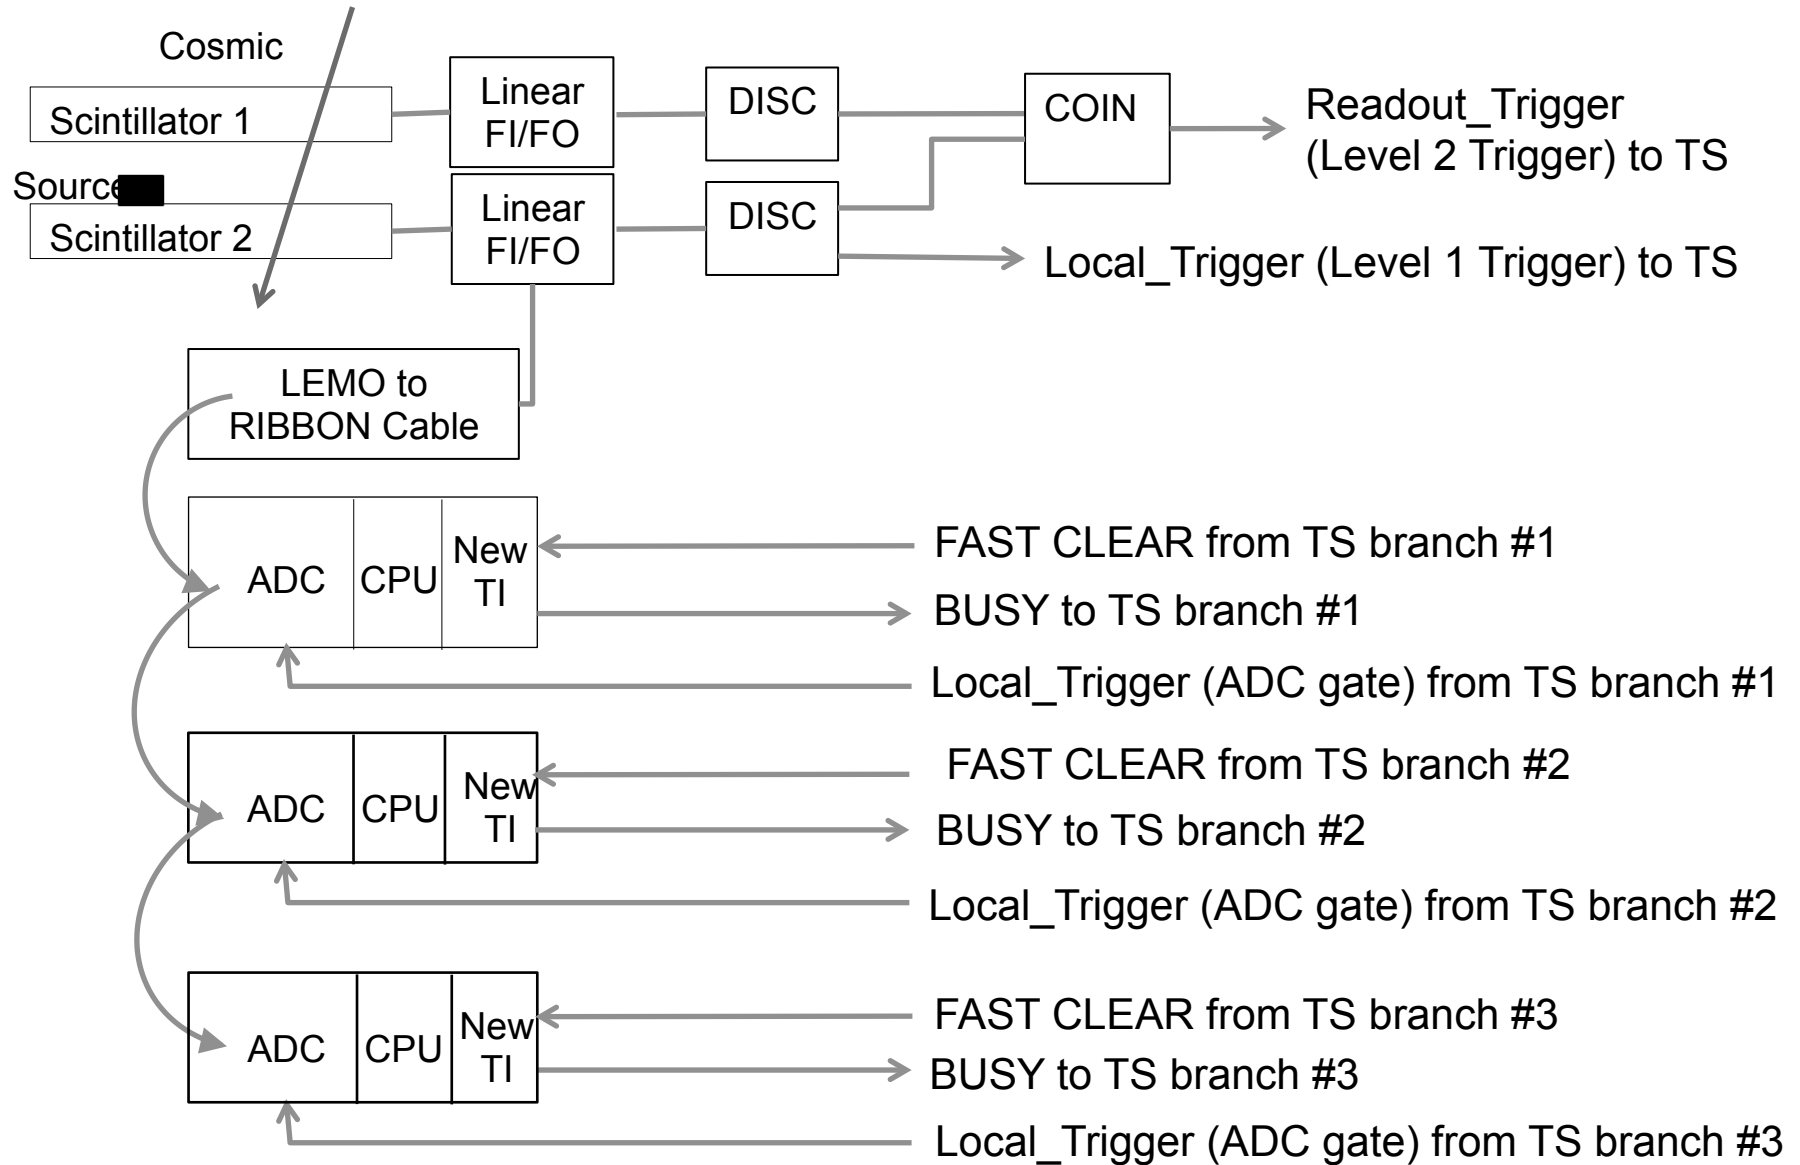 Cosmic
Scintillator 1
Linear
FI/FO
DISC
COIN
Readout_Trigger
(Level 2 Trigger) to TS
Source
Scintillator 2
Linear
FI/FO
DISC
Local_Trigger (Level 1 Trigger) to TS
LEMO to
RIBBON Cable
ADC
CPU
New
TI
FAST CLEAR from TS branch #1
BUSY to TS branch #1
Local_Trigger (ADC gate) from TS branch #1
ADC
CPU
New
TI
FAST CLEAR from TS branch #2
BUSY to TS branch #2
Local_Trigger (ADC gate) from TS branch #2
ADC
CPU
New
TI
FAST CLEAR from TS branch #3
BUSY to TS branch #3
Local_Trigger (ADC gate) from TS branch #3